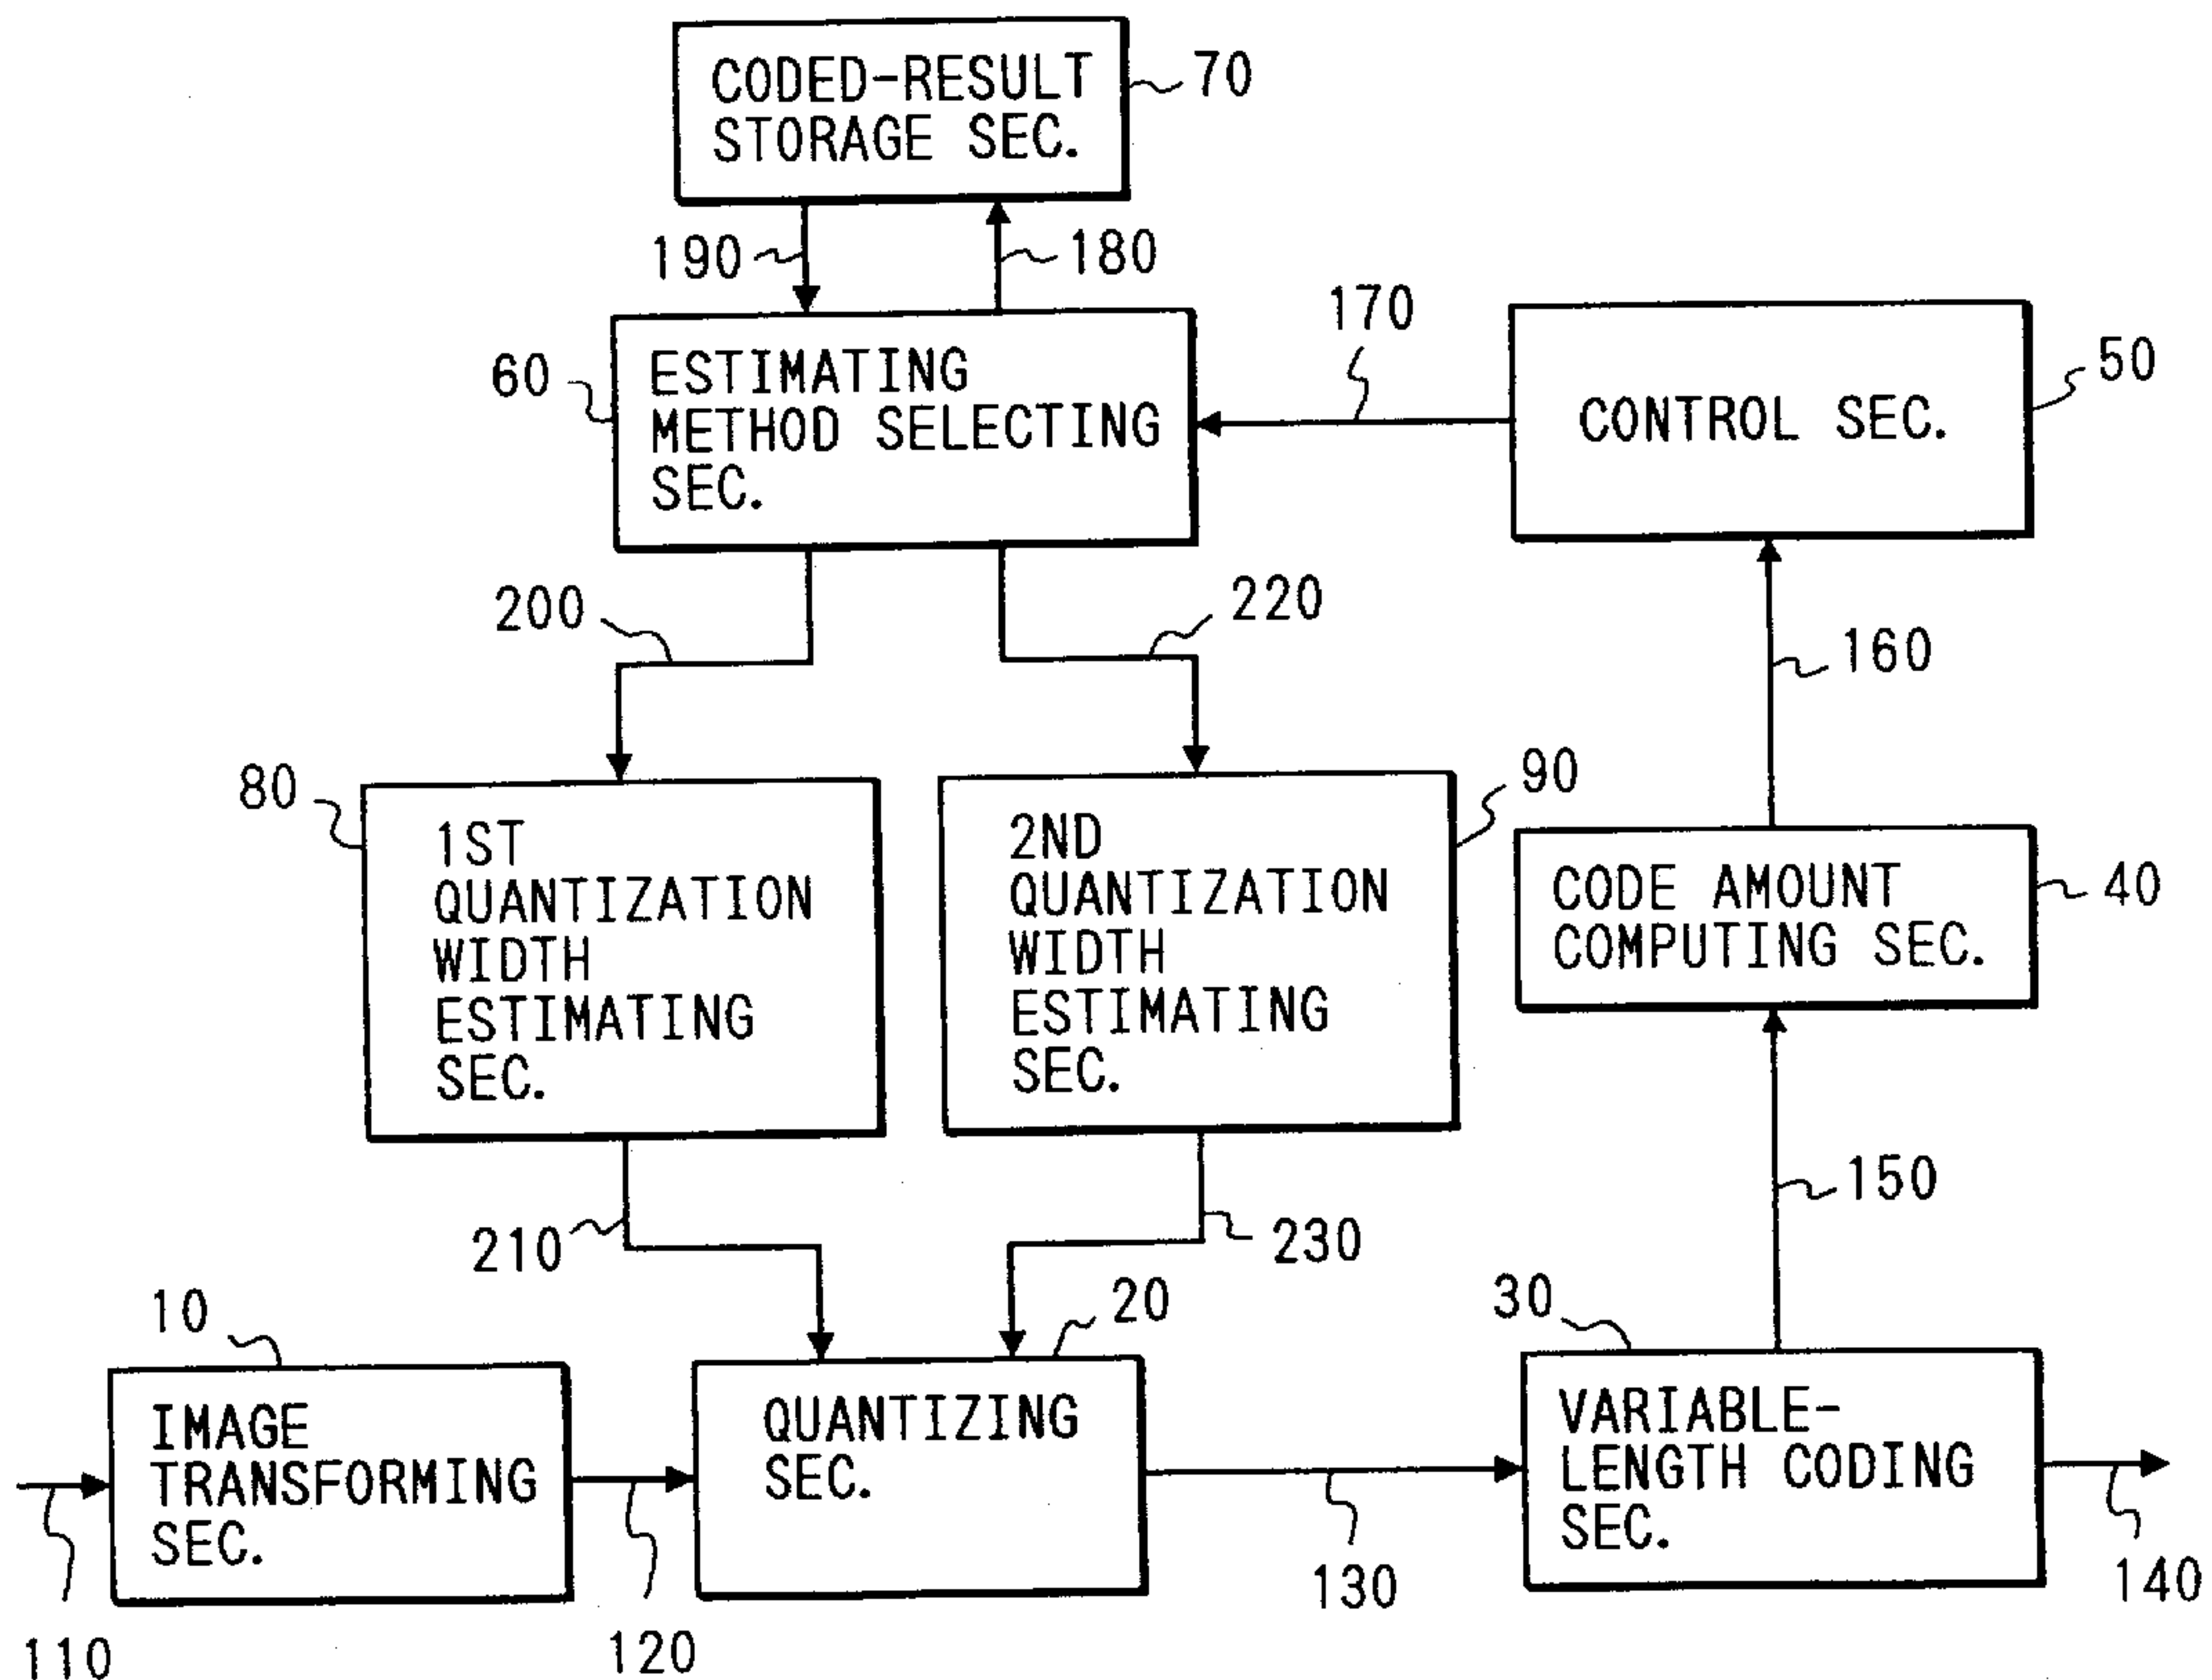 CODED-RESULT
STORAGE SEC.
70
190
180
170
60
ESTIMATING
METHOD SELECTING
SEC.
CONTROL SEC.
50
200
220
160
80
1ST
QUANTIZATION
WIDTH
ESTIMATING
SEC.
2ND
QUANTIZATION
WIDTH
ESTIMATING
SEC.
90
CODE AMOUNT
COMPUTING SEC.
40
210
230
150
10
20
30
IMAGE
TRANSFORMING
SEC.
QUANTIZING
SEC.
VARIABLE-
LENGTH CODING
SEC.
110
120
130
140